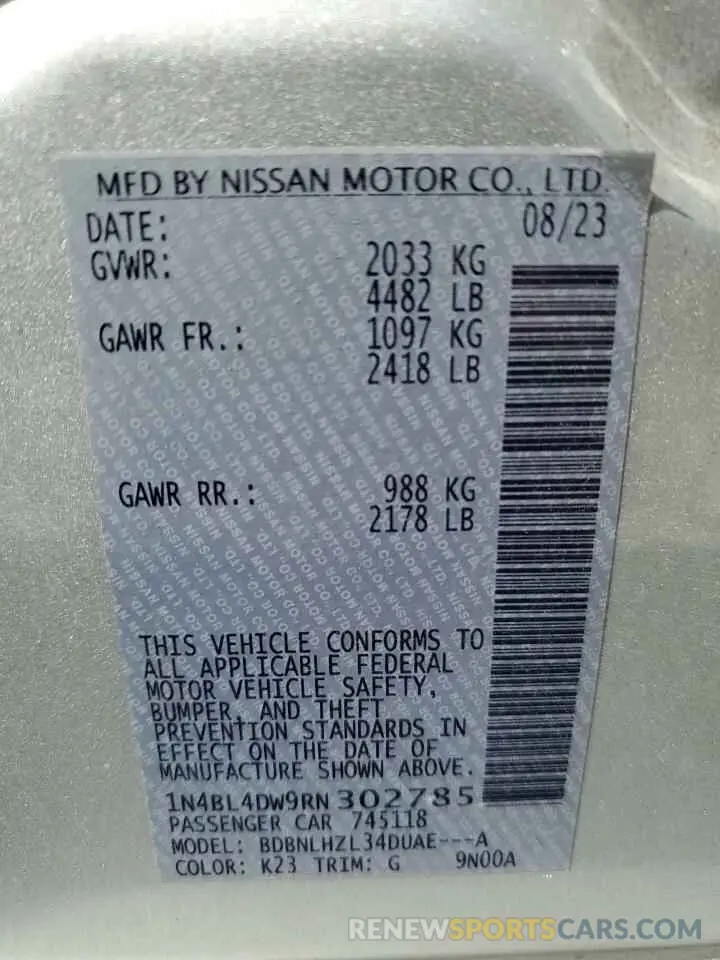 MFD BY NISSAN MOTOR CO., LTD.
DATE: 08/23
GVWR: 2033 KG
4482 LB
GAWR FR.: 1097 KG
2418 LB
GAWR RR.: 988 KG
2178 LB
THIS VEHICLE CONFORMS TO
ALL APPLICABLE FEDERAL
MOTOR VEHICLE SAFETY,
BUMPER, AND THEFT
PREVENTION STANDARDS IN
EFFECT ON THE DATE OF
MANUFACTURE SHOWN ABOVE.
1N4BL4DW9RN302785
PASSENGER CAR 745118
MODEL: BDBNLHZL34DUAE---A
COLOR: K23 TRIM: G 9N00A
RENEWSPORTSCARS.COM